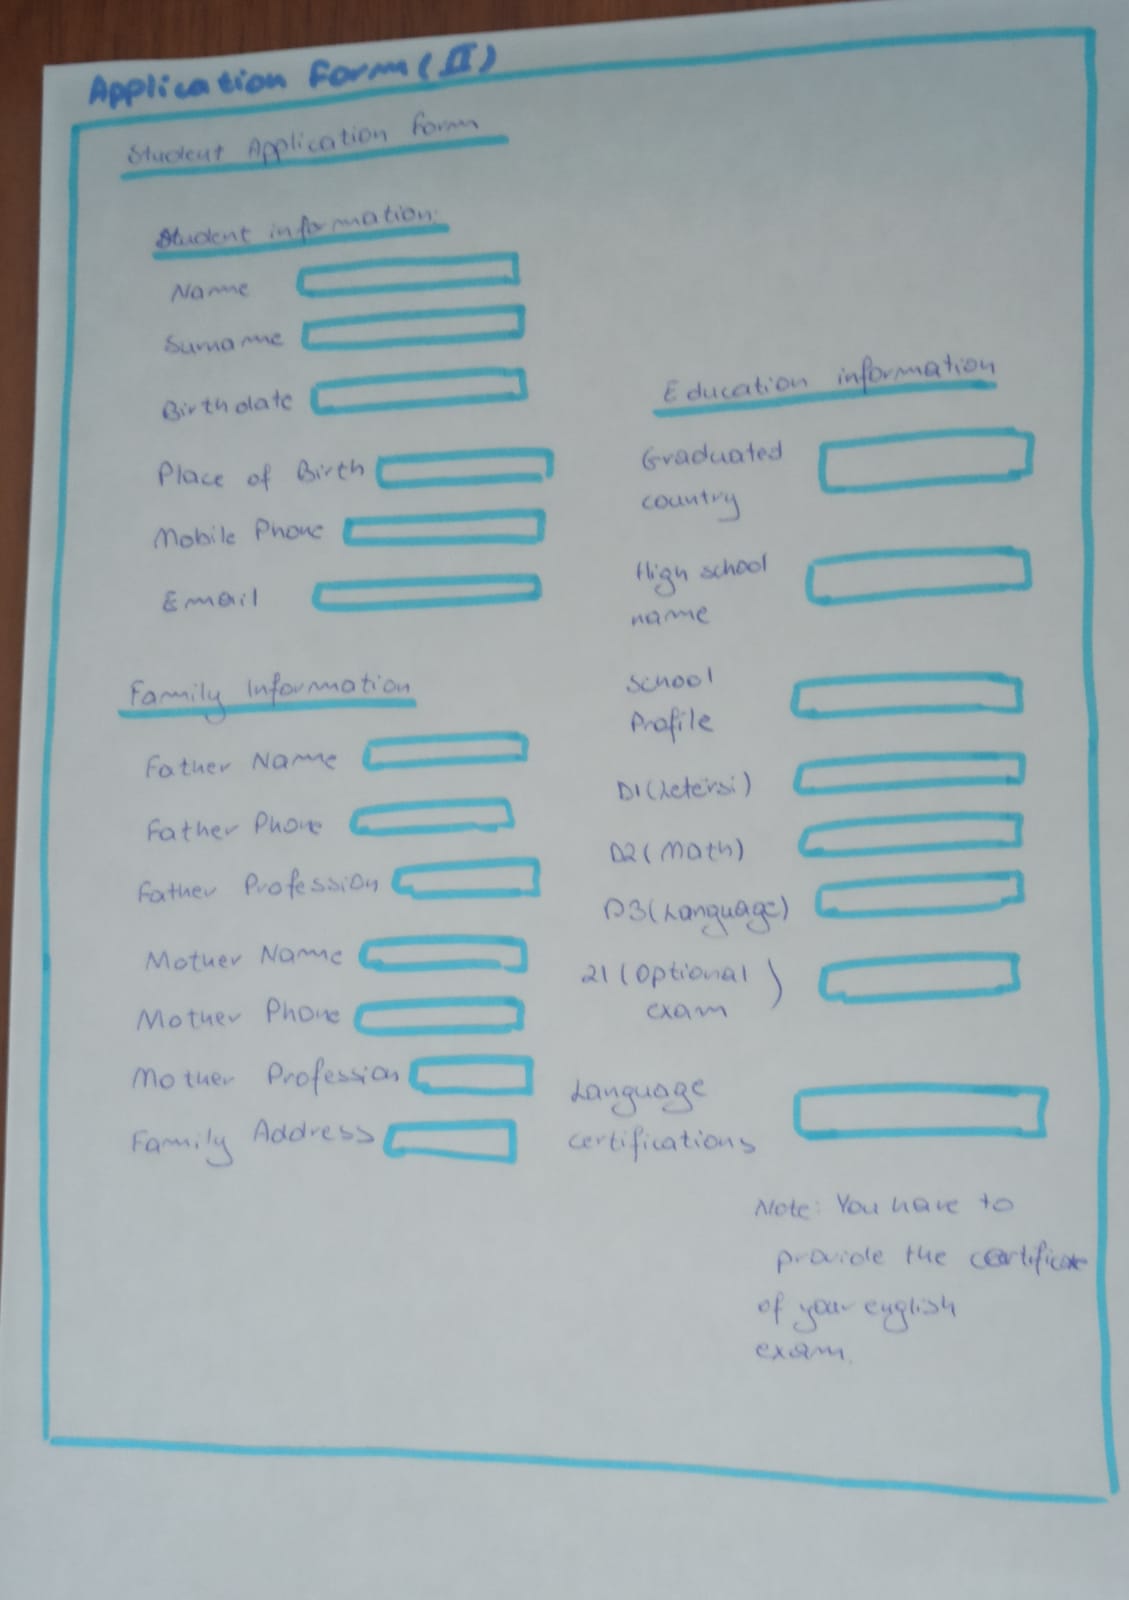 Application Form (II)
Student Application Form
Student information:
Name
Surname
Birthdate
Place of Birth
Mobile Phone
Email
Family Information
Father Name
Father Phone
Father Profession
Mother Name
Mother Phone
Mother Profession
Family Address
Education information
Graduated
country
High school
name
School
Profile
D1(Letërsi)
D2(Math)
D3(Language)
21(Optional
exam)
Language
certifications
Note: You have to
provide the certificate
of your english
exam.